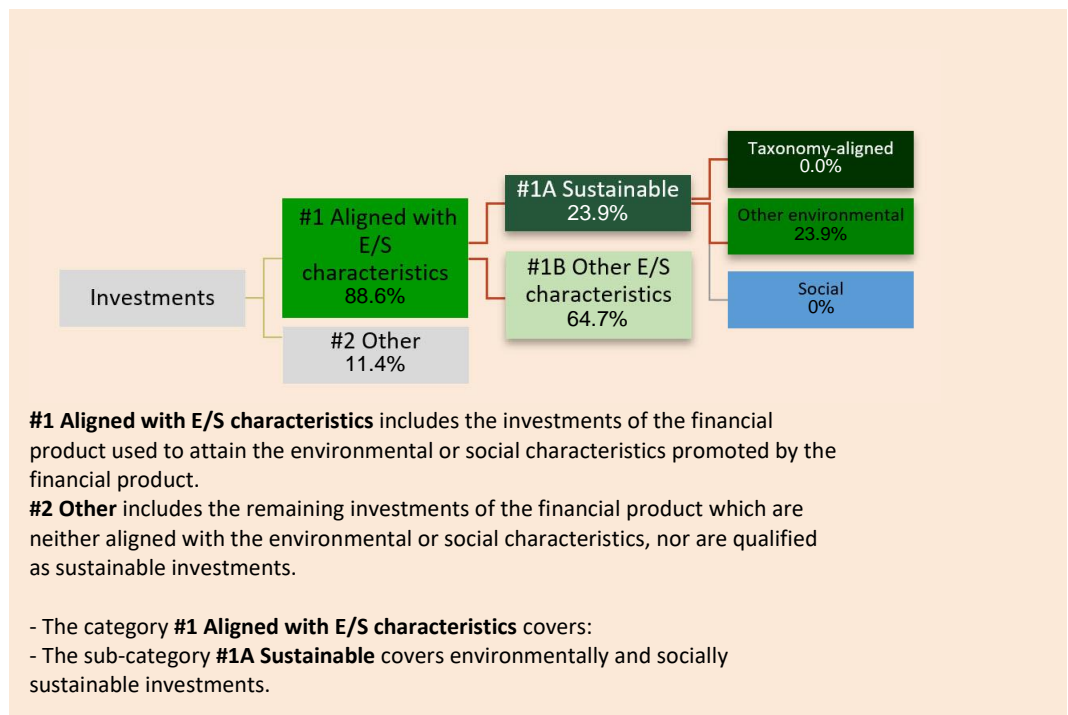 Investments
#1 Aligned with
E/S
characteristics
88.6%
#2 Other
11.4%
#1A Sustainable
23.9%
#1B Other E/S
characteristics
64.7%
Taxonomy-aligned
0.0%
Other environmental
23.9%
Social
0%
#1 Aligned with E/S characteristics includes the investments of the financial
product used to attain the environmental or social characteristics promoted by the
financial product.
#2 Other includes the remaining investments of the financial product which are
neither aligned with the environmental or social characteristics, nor are qualified
as sustainable investments.
- The category #1 Aligned with E/S characteristics covers:
- The sub-category #1A Sustainable covers environmentally and socially
sustainable investments.